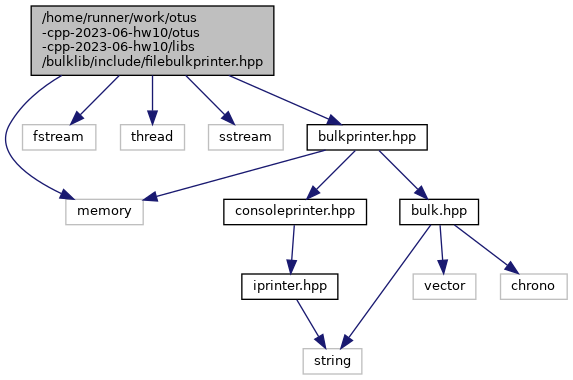 /home/runner/work/otus
-cpp-2023-06-hw10/otus
-cpp-2023-06-hw10/libs
/bulklib/include/filebulkprinter.hpp
fstream
thread
sstream
bulkprinter.hpp
memory
consoleprinter.hpp
bulk.hpp
iprinter.hpp
vector
chrono
string